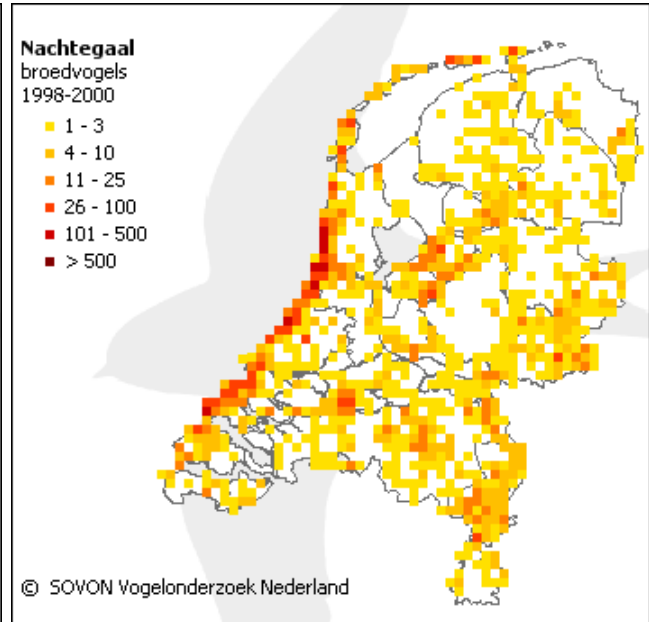 Nachtegaal
broedvogels
1998-2000
1 - 3
4 - 10
11 - 25
26 - 100
101 - 500
> 500
© SOVON Vogelonderzoek Nederland